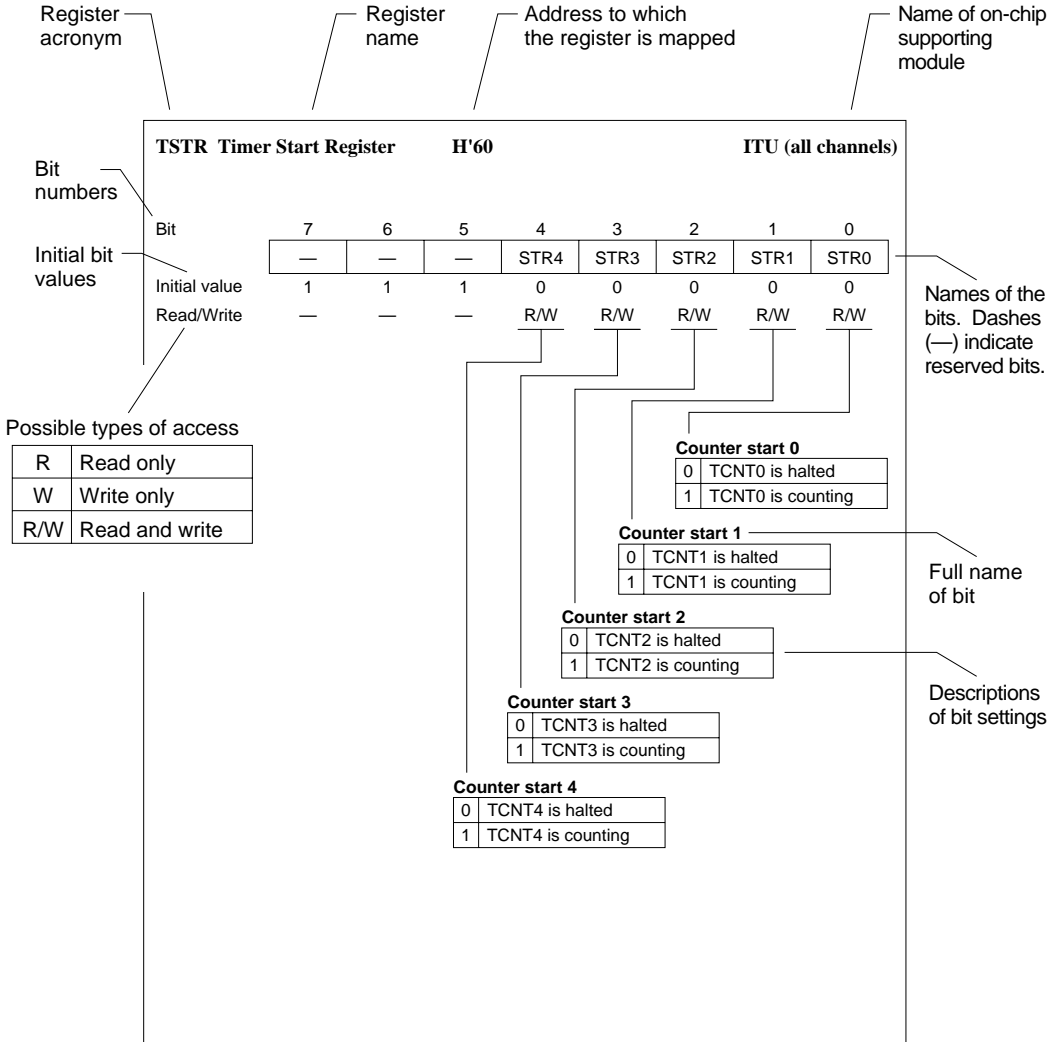 Register acronym
Register name
Address to which the register is mapped
Name of on-chip supporting module
TSTR Timer Start Register H'60 ITU (all channels)
Bit numbers
Bit 7 6 5 4 3 2 1 0
Initial bit values
— — — STR4 STR3 STR2 STR1 STR0
Initial value 1 1 1 0 0 0 0 0
Read/Write — — — R/W R/W R/W R/W R/W
Names of the bits. Dashes (—) indicate reserved bits.
Possible types of access
R Read only
W Write only
R/W Read and write
Counter start 0
0 TCNT0 is halted
1 TCNT0 is counting
Counter start 1
0 TCNT1 is halted
1 TCNT1 is counting
Full name of bit
Counter start 2
0 TCNT2 is halted
1 TCNT2 is counting
Descriptions of bit settings
Counter start 3
0 TCNT3 is halted
1 TCNT3 is counting
Counter start 4
0 TCNT4 is halted
1 TCNT4 is counting